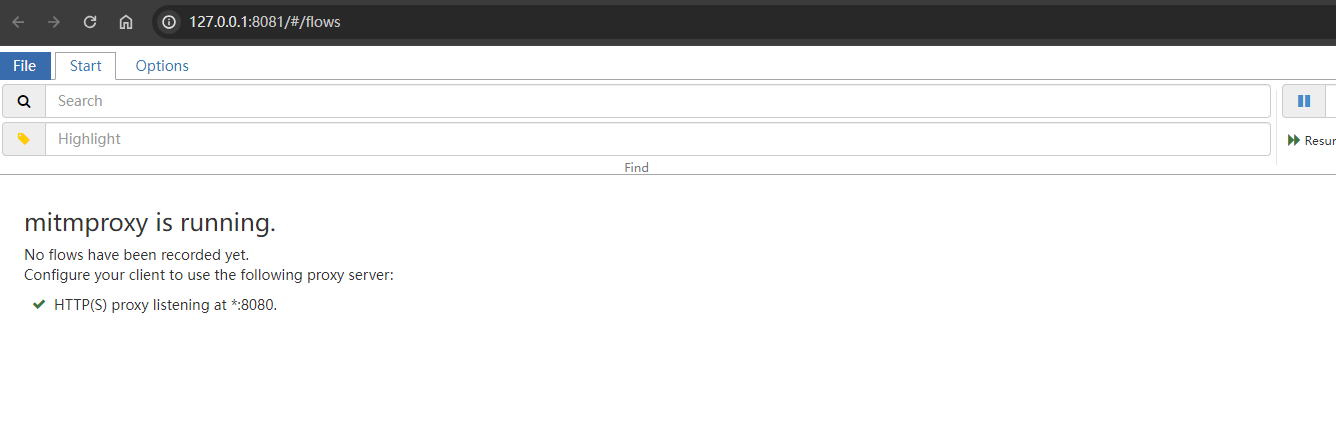 127.0.0.1:8081/#/flows
File Start Options
Search
Highlight
Find
mitmproxy is running.
No flows have been recorded yet.
Configure your client to use the following proxy server:
HTTP(S) proxy listening at *:8080.
Resur